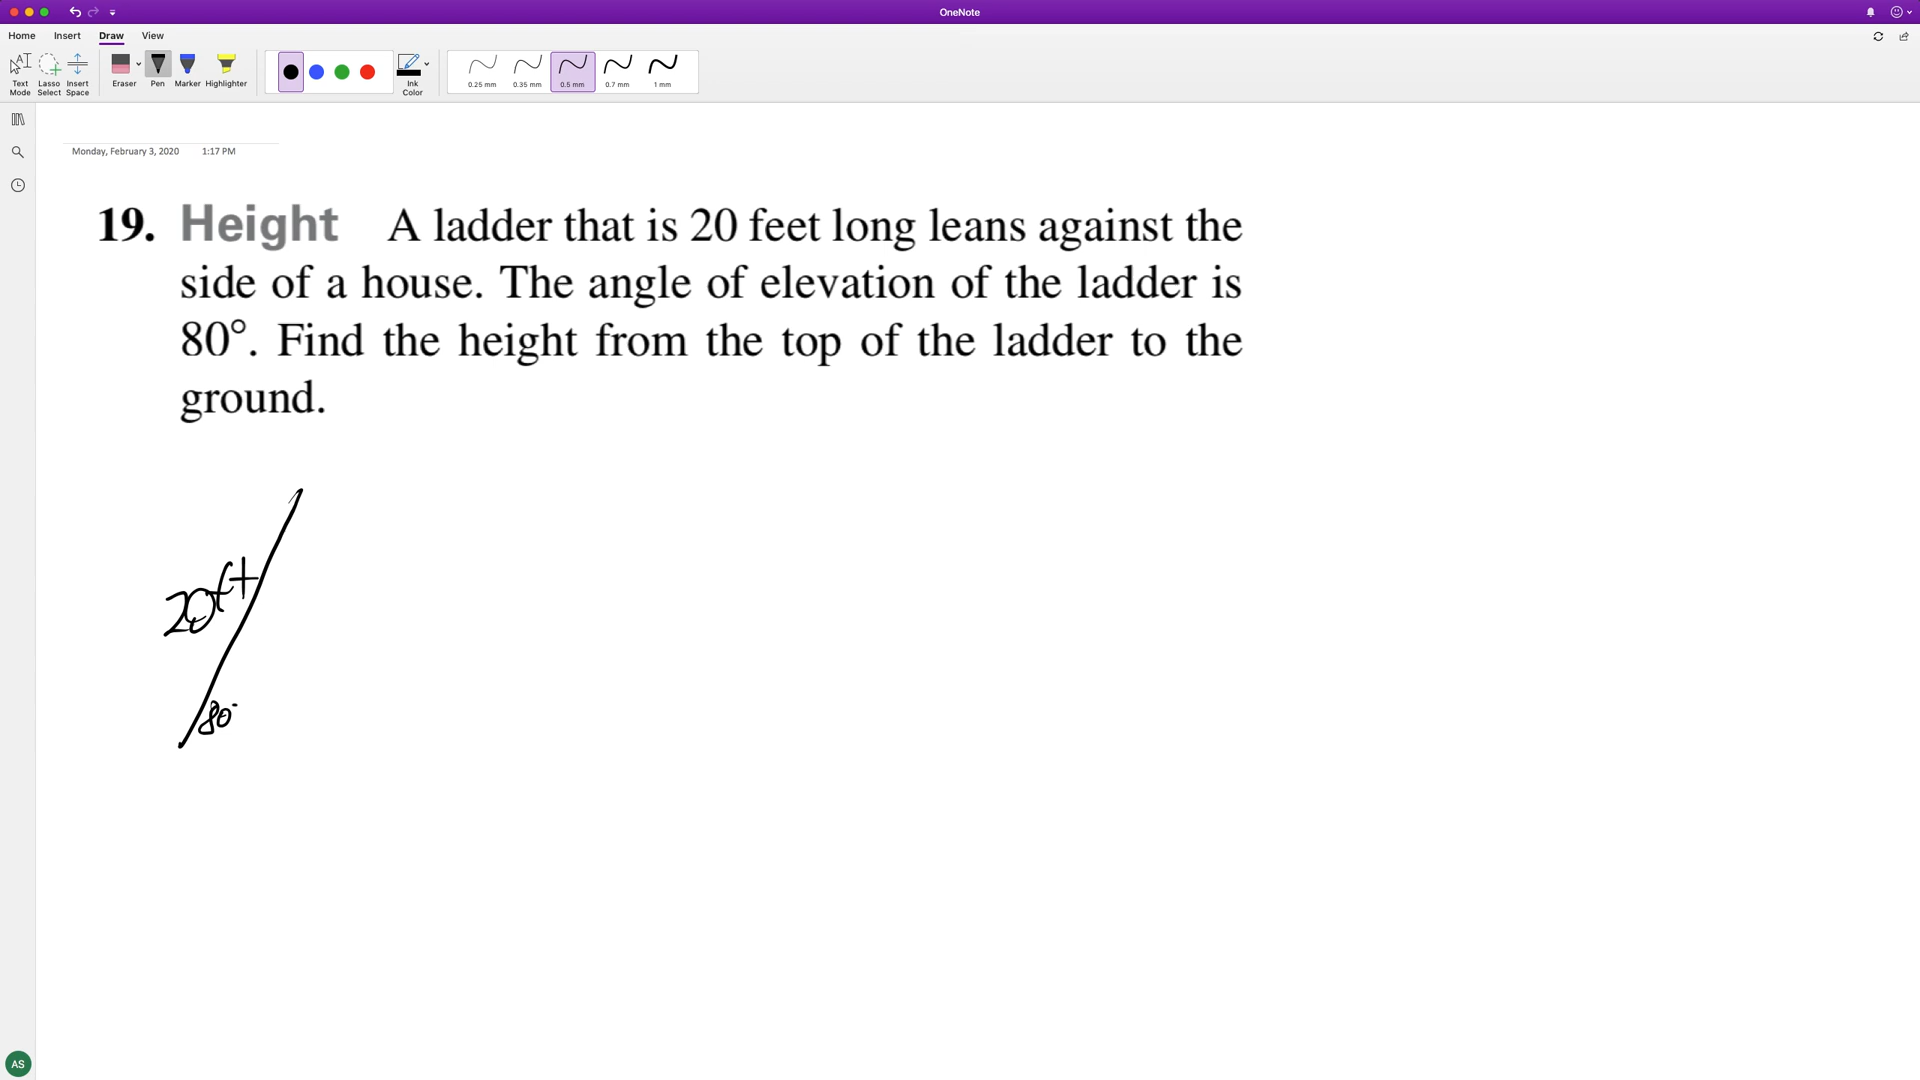 OneNote
Home Insert Draw View
Text Mode
Lasso Select
Insert Space
Eraser
Pen
Marker
Highlighter
Ink Color
0.25 mm
0.35 mm
0.5 mm
0.7 mm
1 mm
Monday, February 3, 2020 1:17 PM
19. Height A ladder that is 20 feet long leans against the
side of a house. The angle of elevation of the ladder is
80°. Find the height from the top of the ladder to the
ground.
20ft
80°
AS